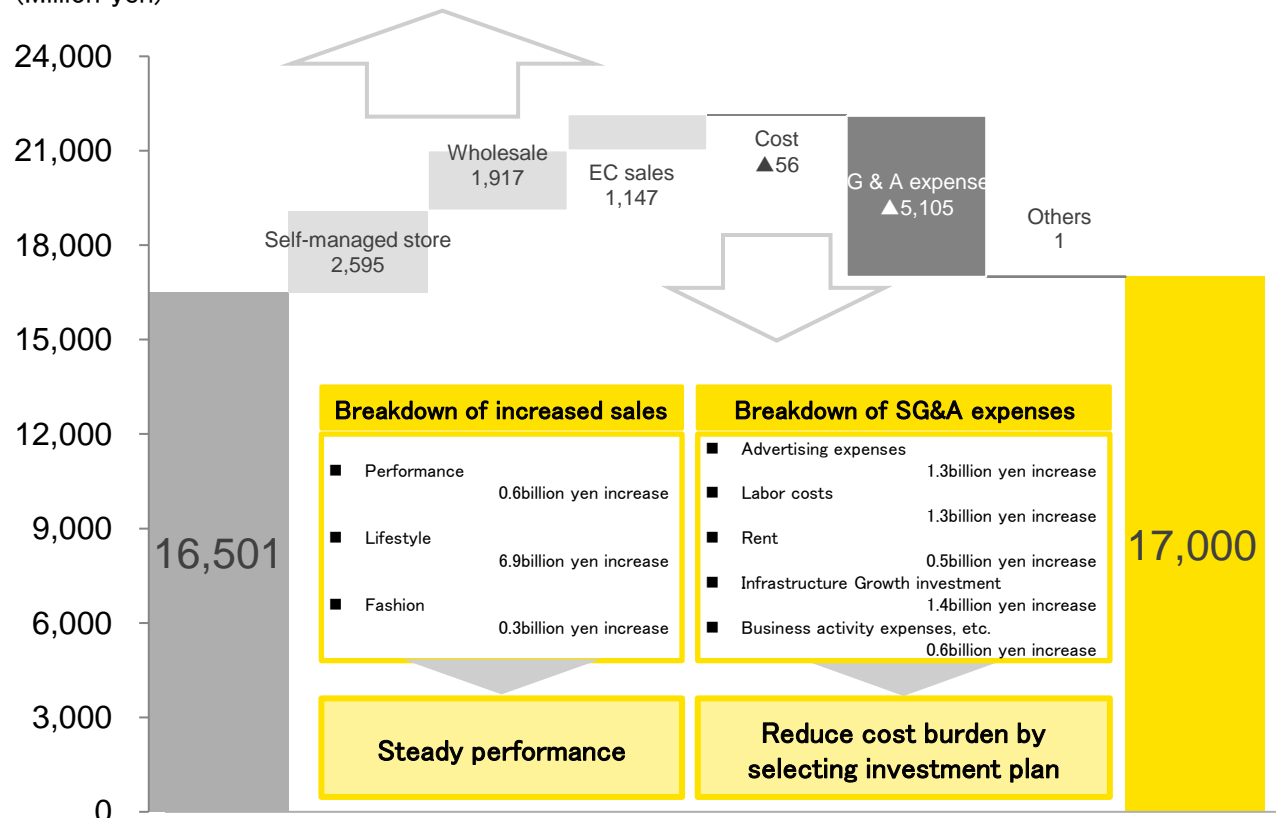 (Million yen)
24,000
21,000
18,000
15,000
12,000
9,000
6,000
3,000
0
16,501
Self-managed store
2,595
Wholesale
1,917
EC sales
1,147
Cost
▲56
G & A expense
▲5,105
Others
1
17,000
Breakdown of increased sales
■ Performance
0.6billion yen increase
■ Lifestyle
6.9billion yen increase
■ Fashion
0.3billion yen increase
Steady performance
Breakdown of SG&A expenses
■ Advertising expenses
1.3billion yen increase
■ Labor costs
1.3billion yen increase
■ Rent
0.5billion yen increase
■ Infrastructure Growth investment
1.4billion yen increase
■ Business activity expenses, etc.
0.6billion yen increase
Reduce cost burden by
selecting investment plan